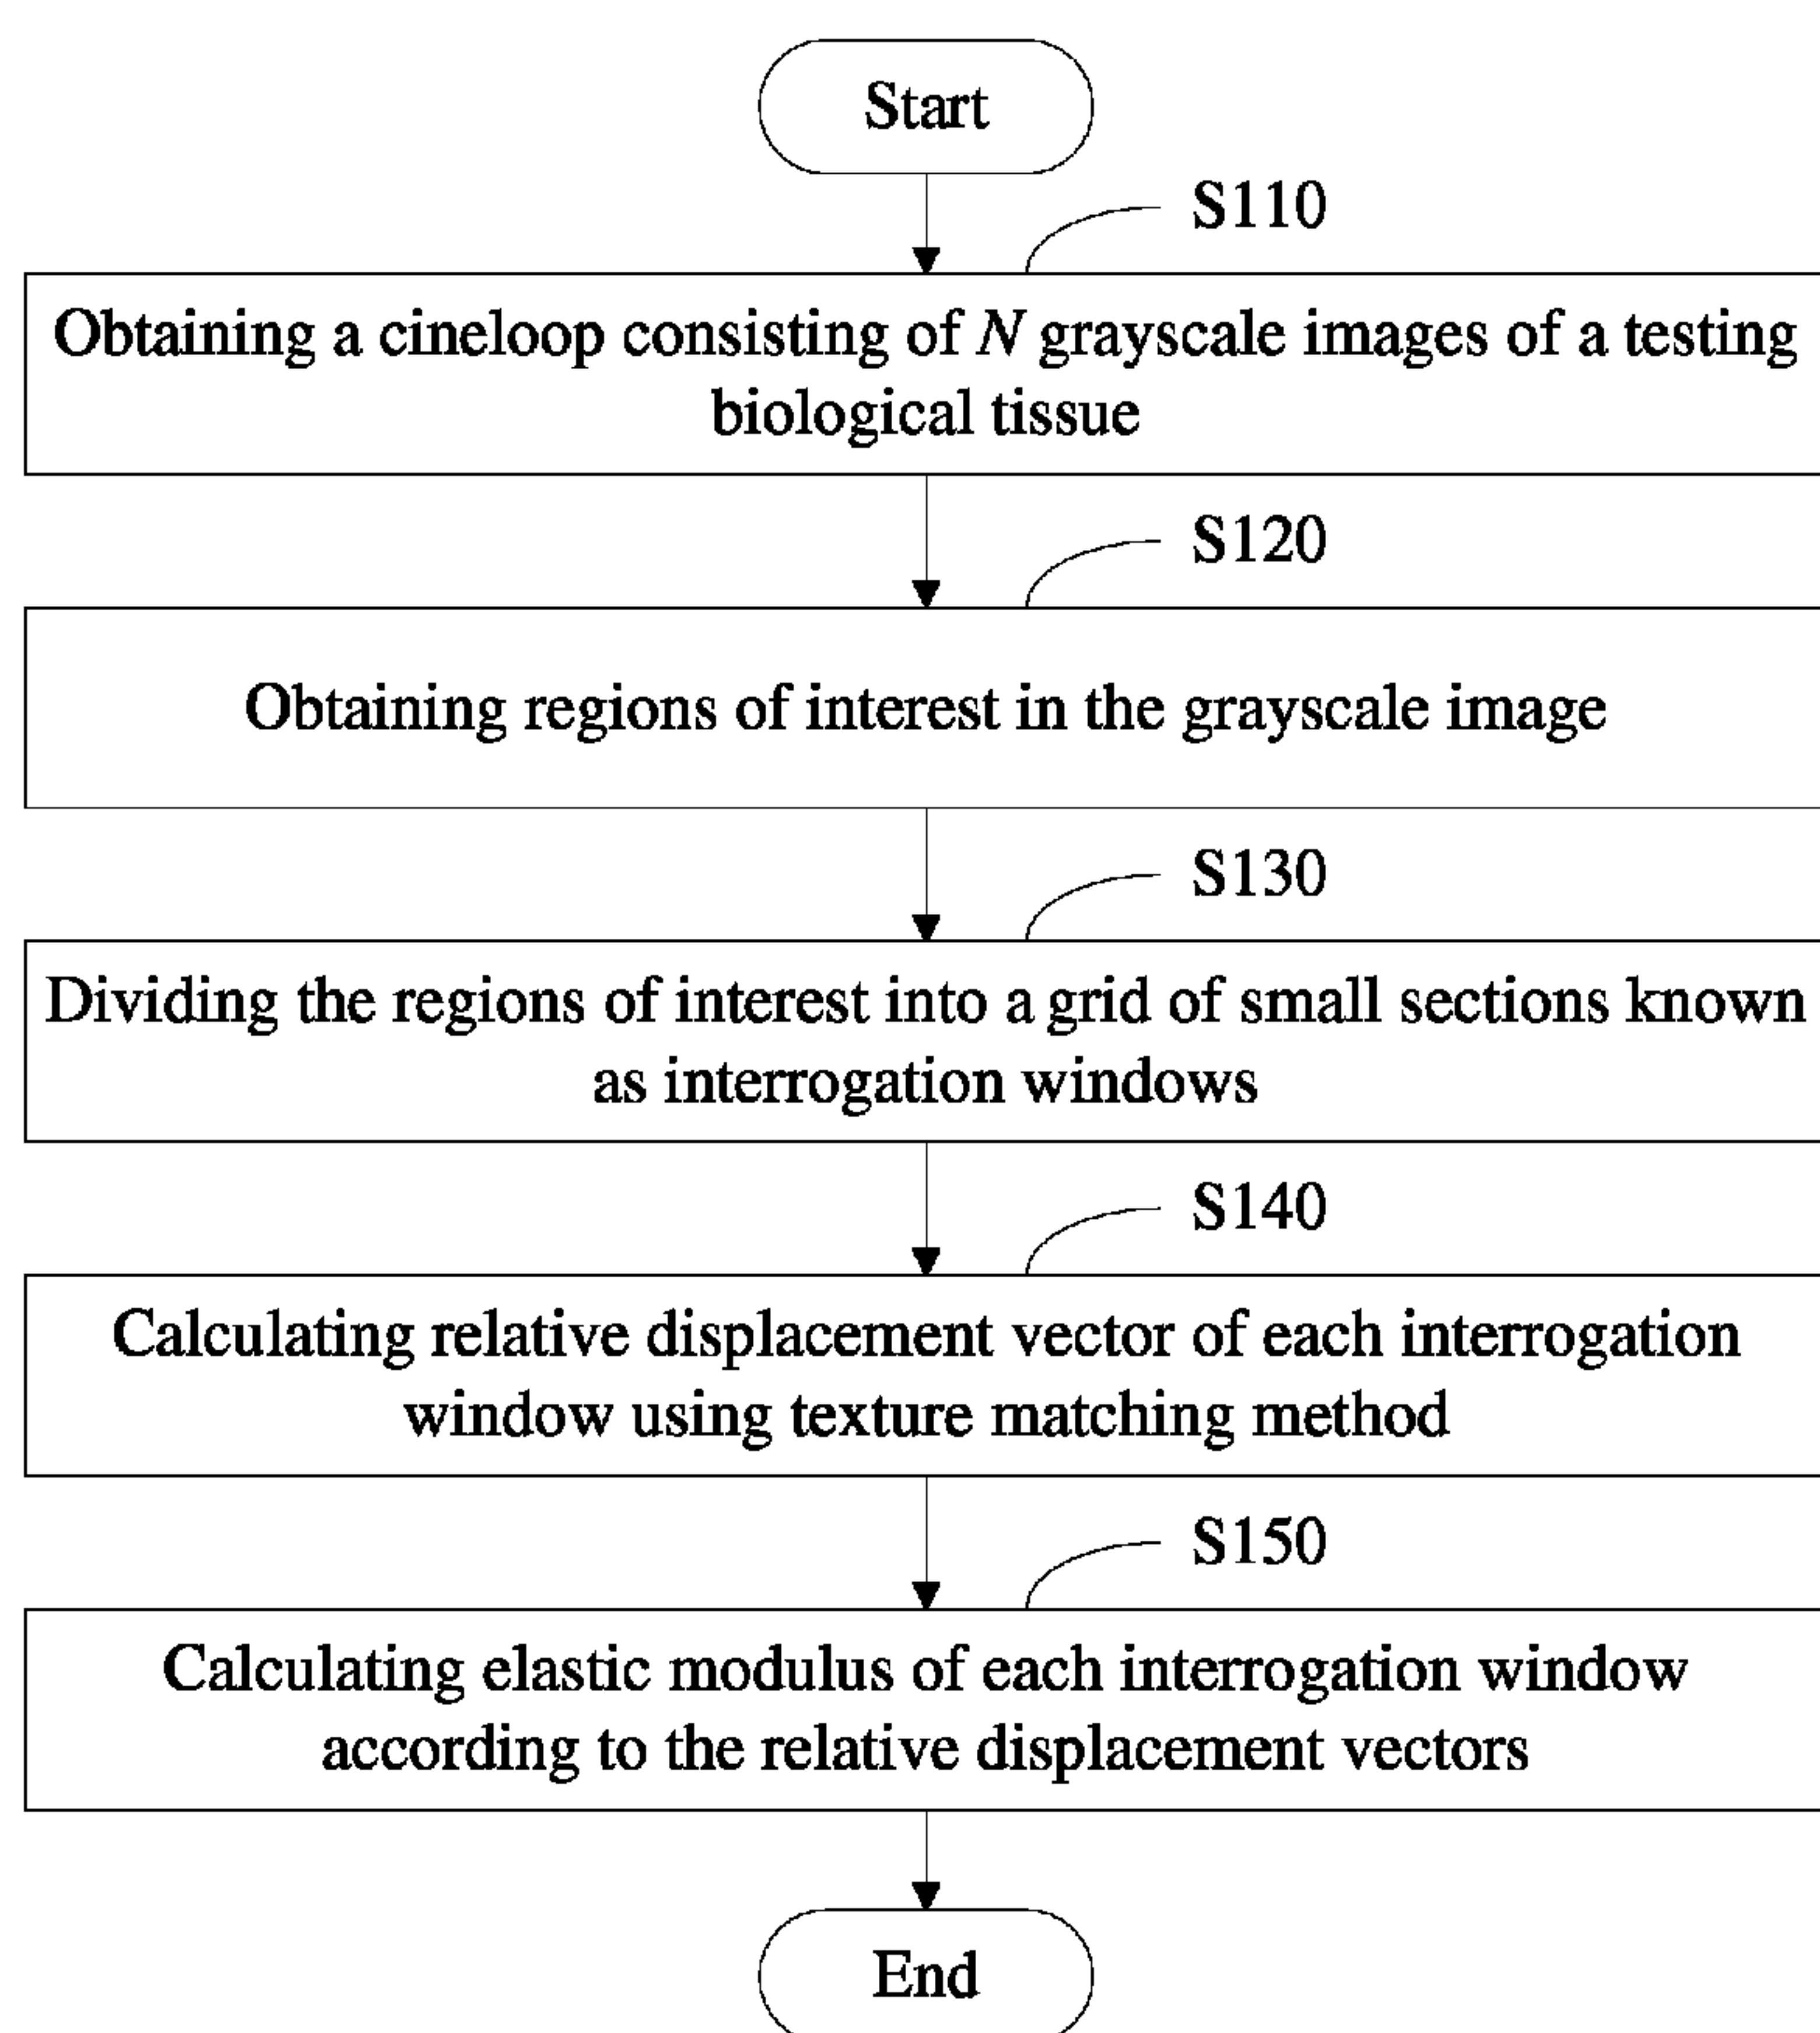 Start
S110
Obtaining a cineloop consisting of N grayscale images of a testing
biological tissue
S120
Obtaining regions of interest in the grayscale image
S130
Dividing the regions of interest into a grid of small sections known
as interrogation windows
S140
Calculating relative displacement vector of each interrogation
window using texture matching method
S150
Calculating elastic modulus of each interrogation window
according to the relative displacement vectors
End